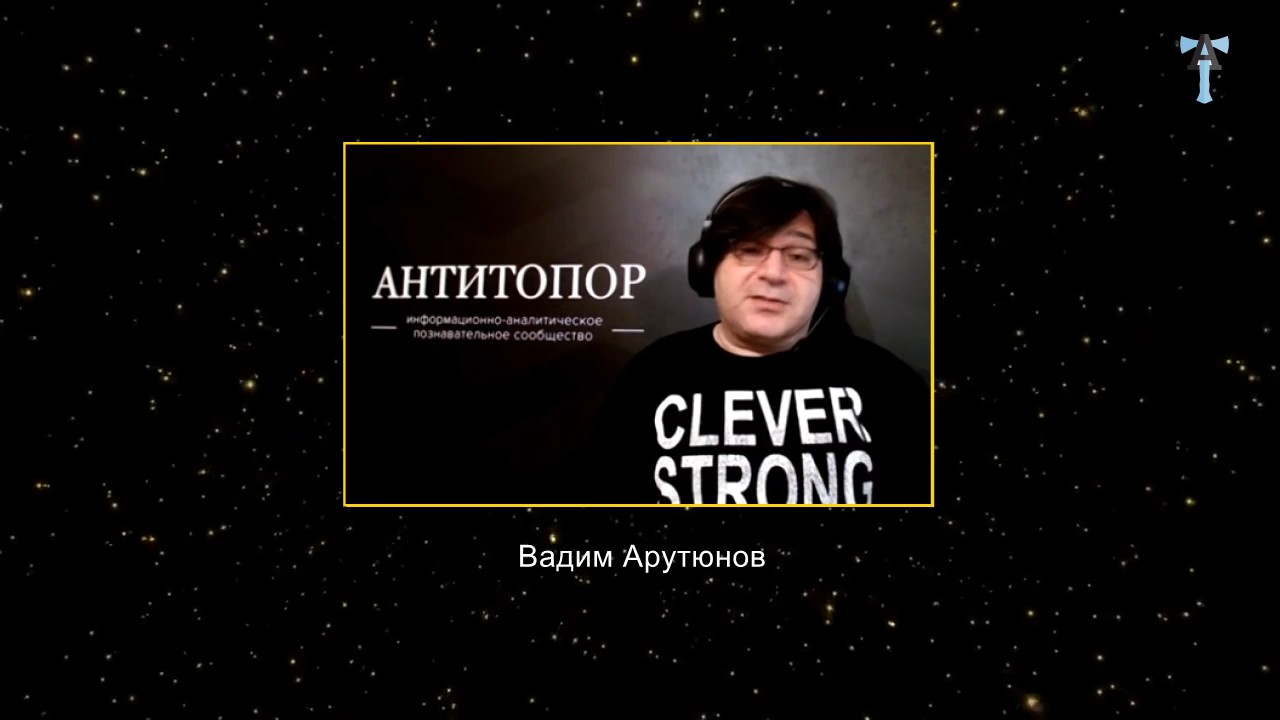 АНТИТОПОР
информационно-аналитическое
познавательное сообщество
CLEVER
STRONG
Вадим Арутюнов